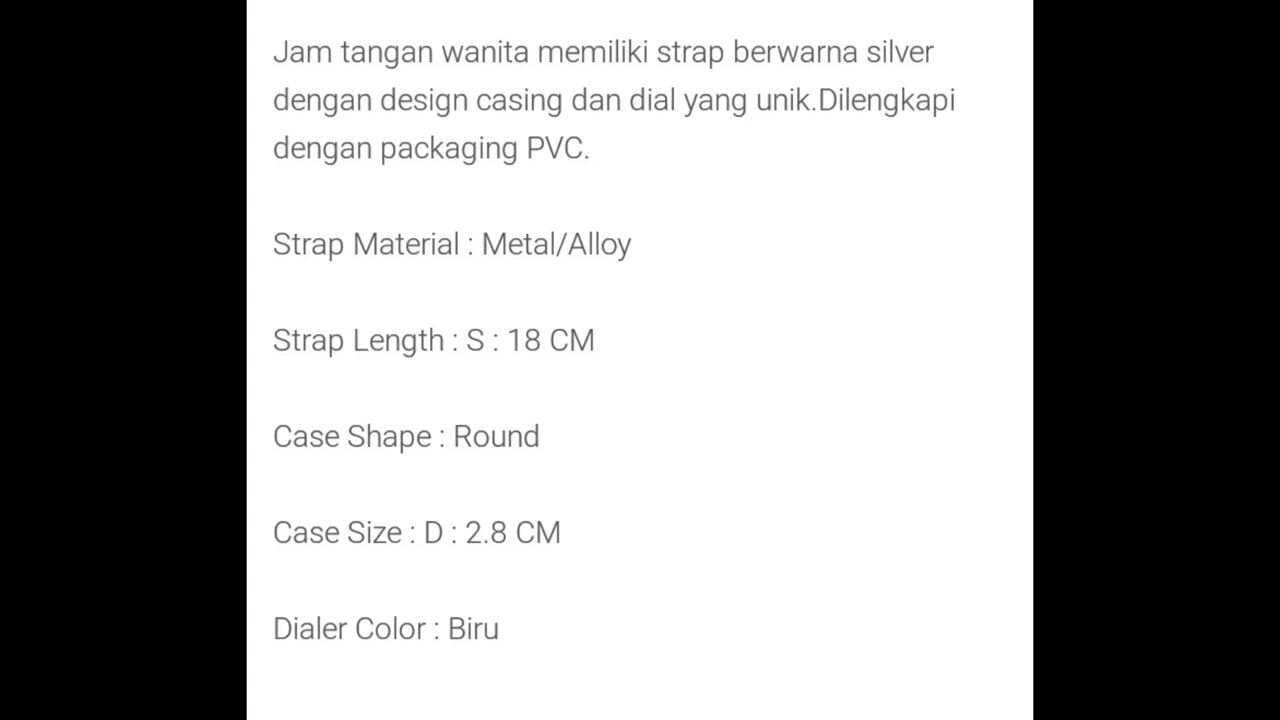 Jam tangan wanita memiliki strap berwarna silver
dengan design casing dan dial yang unik.Dilengkapi
dengan packaging PVC.
Strap Material : Metal/Alloy
Strap Length : S : 18 CM
Case Shape : Round
Case Size : D : 2.8 CM
Dialer Color : Biru